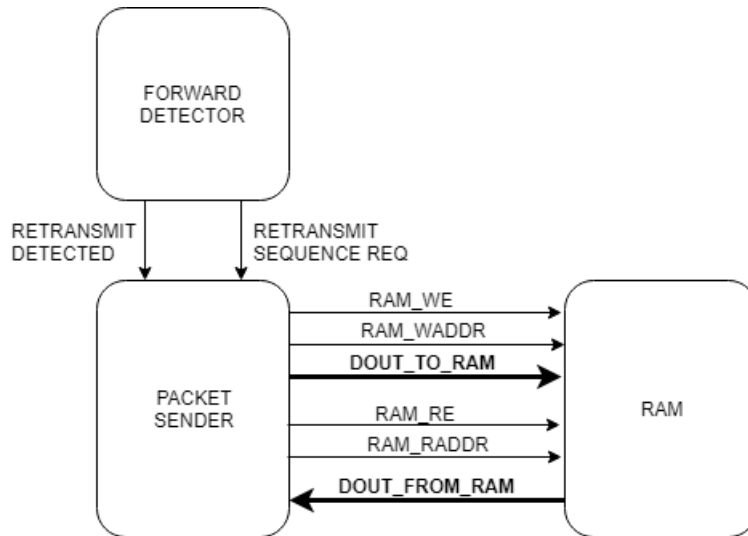 FORWARD
DETECTOR
RETRANSMIT
DETECTED
RETRANSMIT
SEQUENCE REQ
PACKET
SENDER
RAM_WE
RAM_WADDR
DOUT_TO_RAM
RAM_RE
RAM_RADDR
DOUT_FROM_RAM
RAM